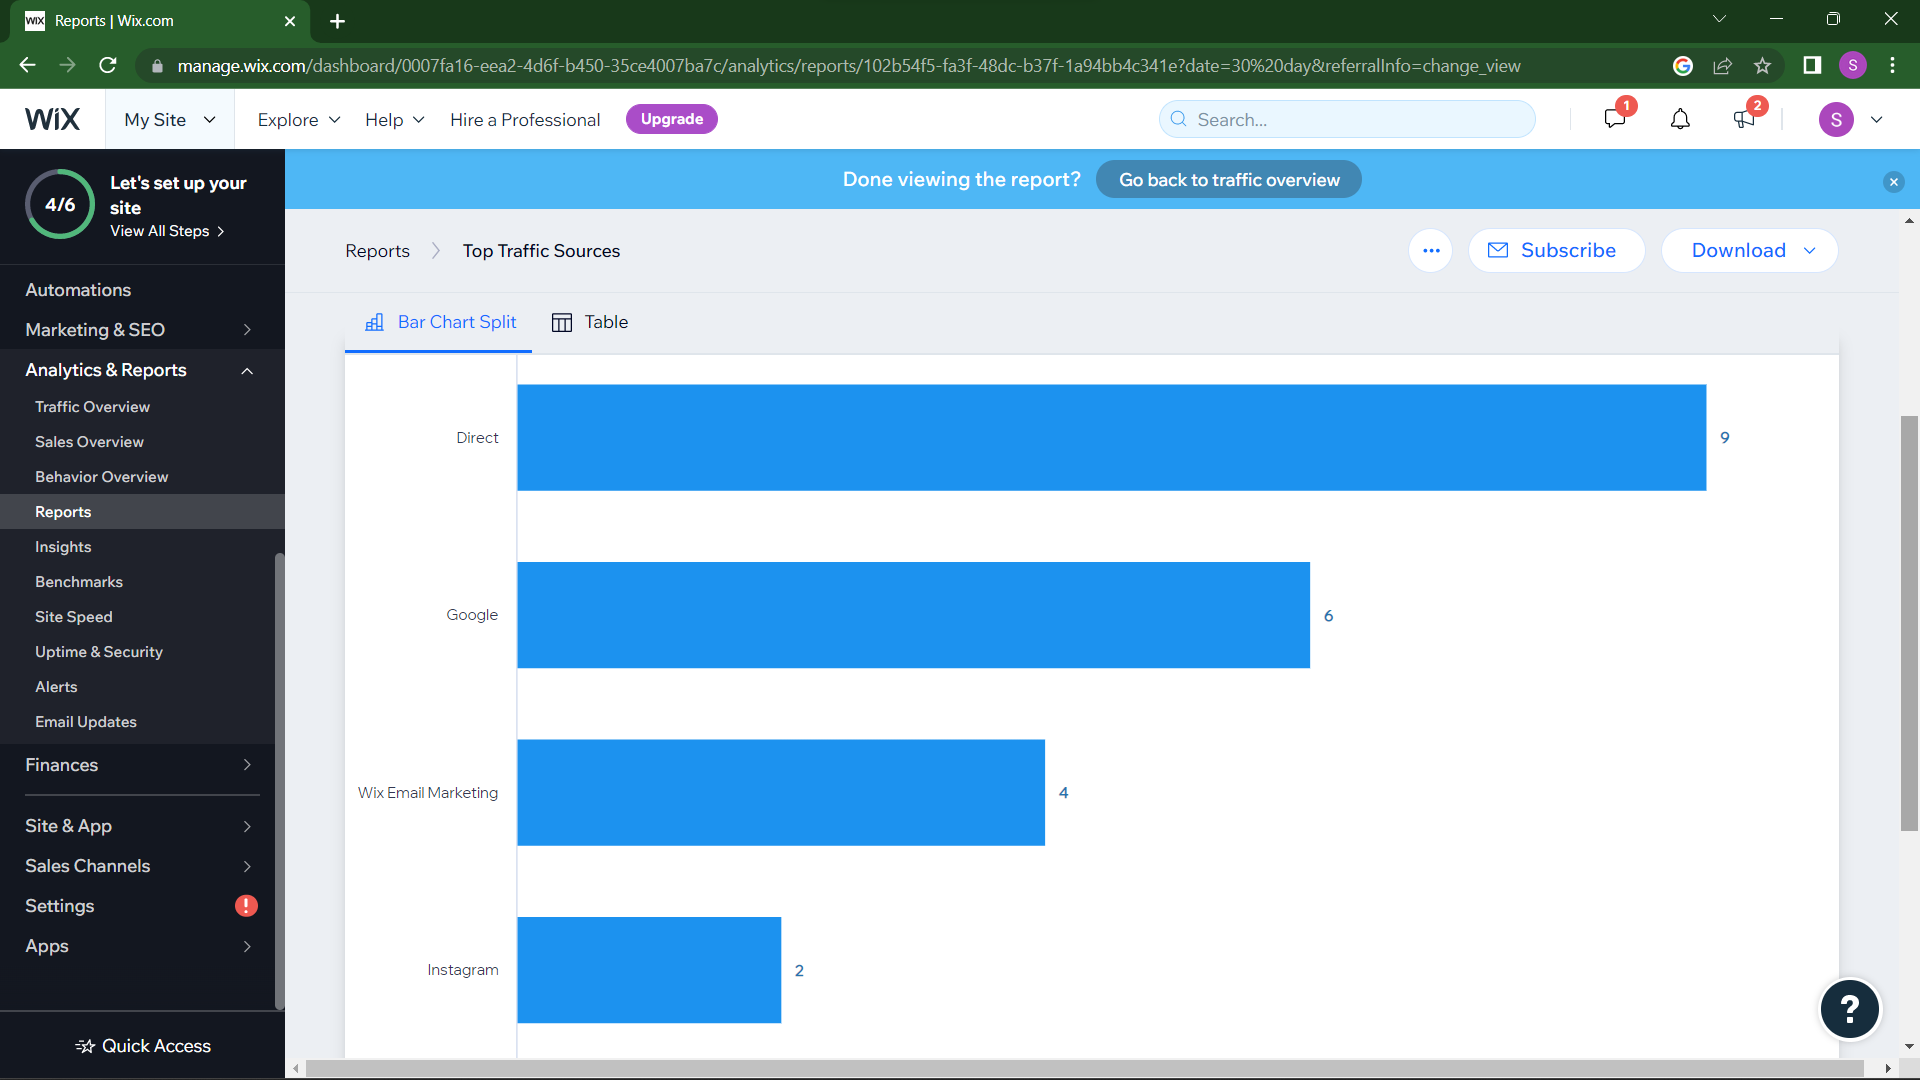 WIX Reports | Wix.com
manage.wix.com/dashboard/0007fa16-eea2-4d6f-b450-35ce4007ba7c/analytics/reports/102b54f5-fa3f-48dc-b37f-1a94bb4c341e?date=30%20day&referralInfo=change_view
S
WIX My Site Explore Help Hire a Professional Upgrade Search... 1 2 S
4/6
Let's set up your
site
View All Steps
Automations
Marketing & SEO
Analytics & Reports
Traffic Overview
Sales Overview
Behavior Overview
Reports
Insights
Benchmarks
Site Speed
Uptime & Security
Alerts
Email Updates
Finances
Site & App
Sales Channels
Settings !
Apps
Quick Access
Done viewing the report? Go back to traffic overview
Reports Top Traffic Sources
Subscribe Download
Bar Chart Split Table
Direct 9
Google 6
Wix Email Marketing 4
Instagram 2
?